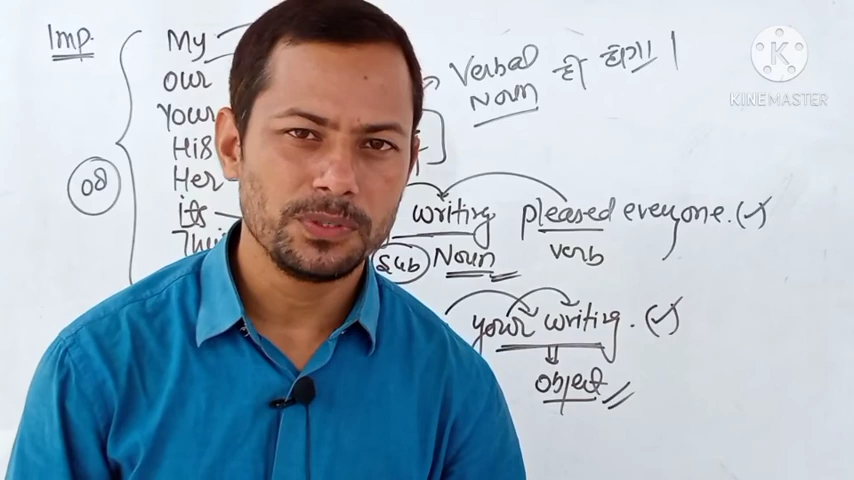 Imp.
My
our
Your
His
Her
its
08
Verbal
Noun ही होगा।
writing pleased everyone. (✓)
Sub Noun verb
your writing. (✓)
object
K
KINEMASTER